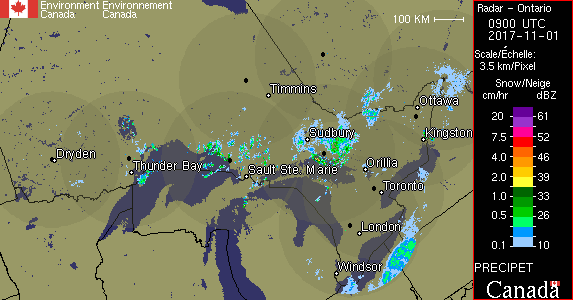 Environment Environnement
Canada Canada
100 KM
Timmins
Ottawa
Sudbury
Kingston
Dryden
Thunder Bay
Sault Ste. Marie
Orillia
Toronto
London
Windsor
Radar - Ontario
0900 UTC
2017-11-01
Scale/Échelle:
3.5 km/Pixel
Snow/Neige
cm/hr dBZ
20 61
7.5 52
4.0 46
2.0 39
1.0 33
0.5 26
0.1 10
PRECIPET
Canada